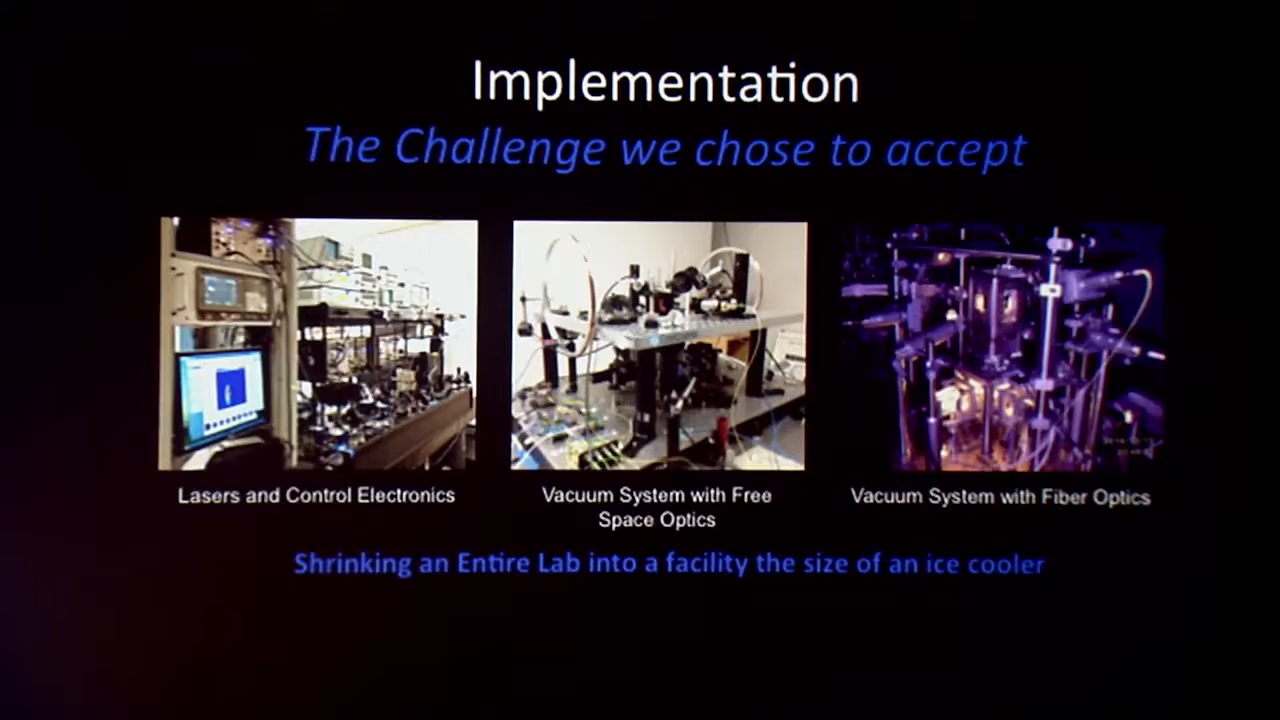 Implementation
The Challenge we chose to accept
Lasers and Control Electronics
Vacuum System with Free
Space Optics
Vacuum System with Fiber Optics
Shrinking an Entire Lab into a facility the size of an ice cooler